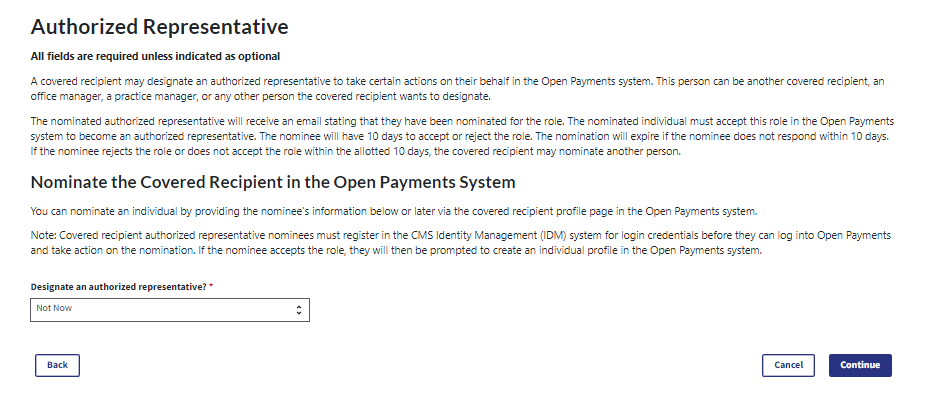 Authorized Representative
All fields are required unless indicated as optional
A covered recipient may designate an authorized representative to take certain actions on their behalf in the Open Payments system. This person can be another covered recipient, an
office manager, a practice manager, or any other person the covered recipient wants to designate.
The nominated authorized representative will receive an email stating that they have been nominated for the role. The nominated individual must accept this role in the Open Payments
system to become an authorized representative. The nominee will have 10 days to accept or reject the role. The nomination will expire if the nominee does not respond within 10 days.
If the nominee rejects the role or does not accept the role within the allotted 10 days, the covered recipient may nominate another person.
Nominate the Covered Recipient in the Open Payments System
You can nominate an individual by providing the nominee's information below or later via the covered recipient profile page in the Open Payments system.
Note: Covered recipient authorized representative nominees must register in the CMS Identity Management (IDM) system for login credentials before they can log into Open Payments
and take action on the nomination. If the nominee accepts the role, they will then be prompted to create an individual profile in the Open Payments system.
Designate an authorized representative? *
Not Now
Back Cancel Continue